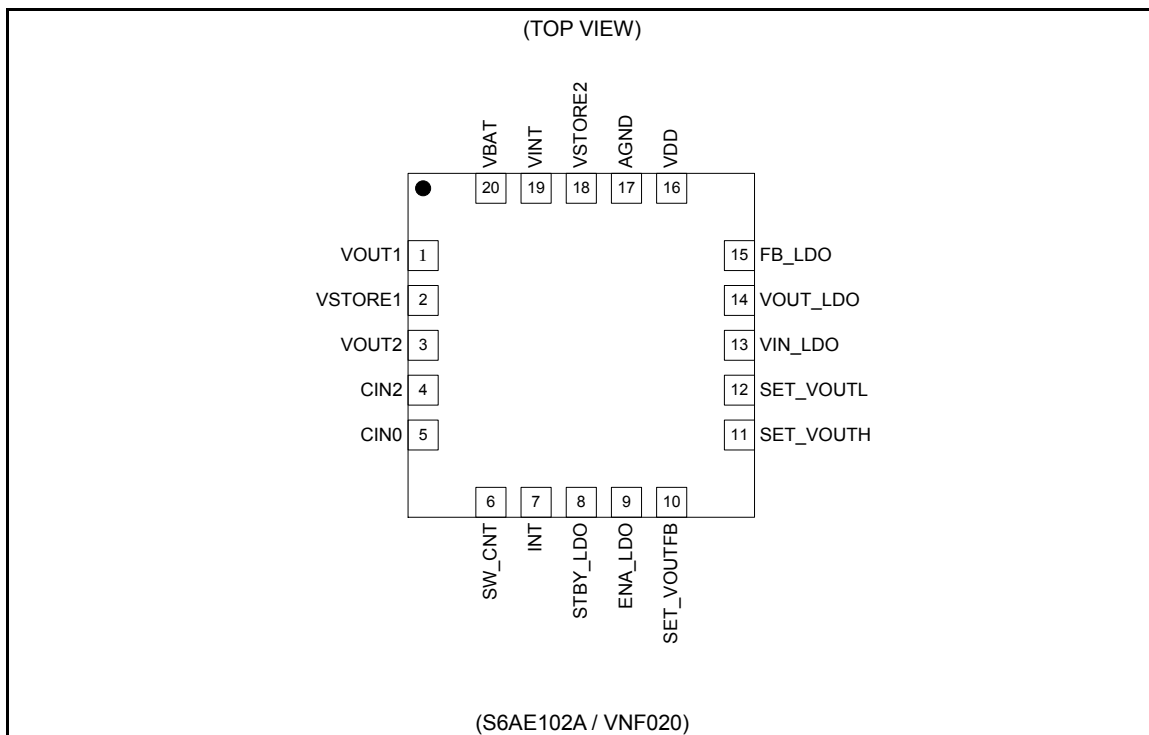 (TOP VIEW)
VBAT
VINT
VSTORE2
AGND
VDD
20
19
18
17
16
VOUT1 1
VSTORE1 2
VOUT2 3
CIN2 4
CIN0 5
15 FB_LDO
14 VOUT_LDO
13 VIN_LDO
12 SET_VOUTL
11 SET_VOUTH
6
7
8
9
10
SW_CNT
INT
STBY_LDO
ENA_LDO
SET_VOUTFB
(S6AE102A / VNF020)